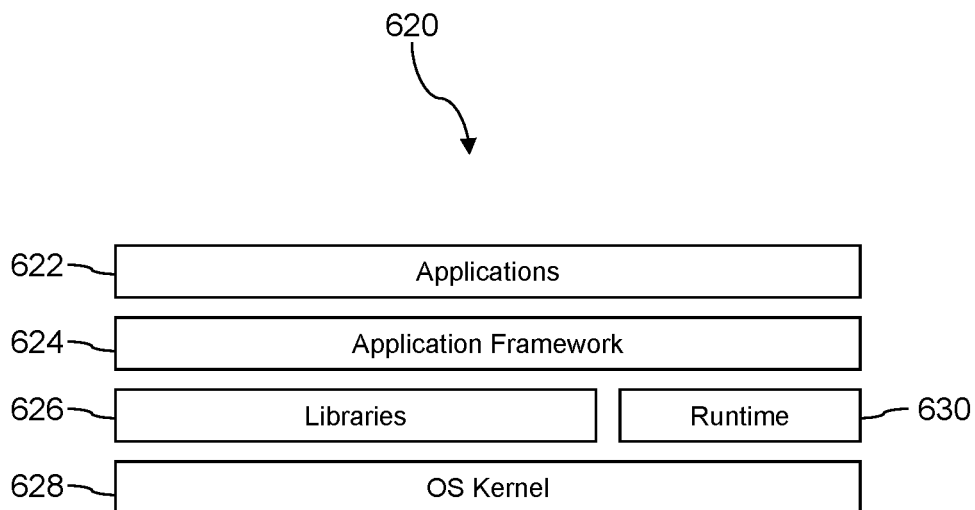 620
622 Applications
624 Application Framework
626 Libraries Runtime 630
628 OS Kernel